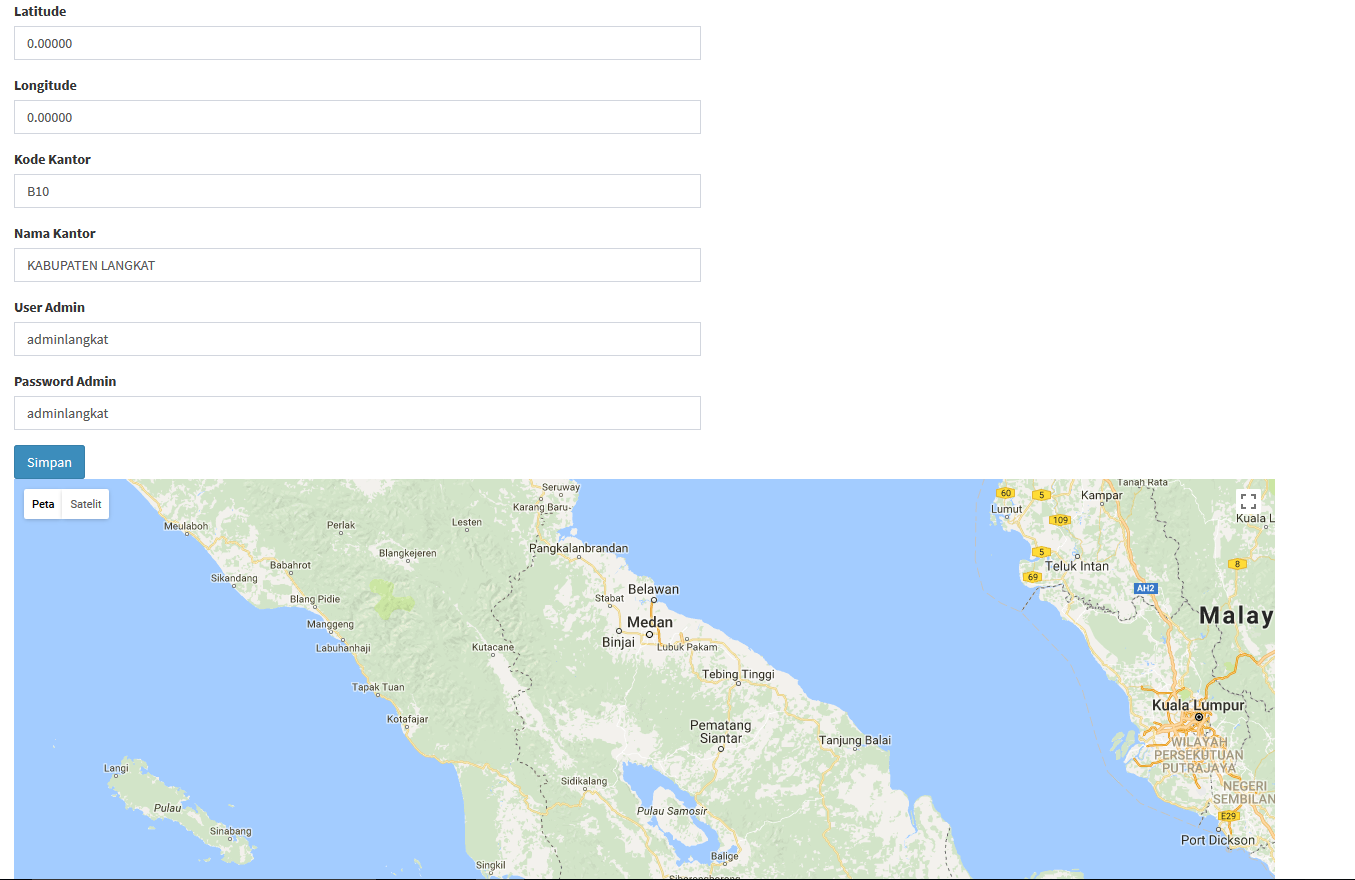 Latitude
0.00000
Longitude
0.00000
Kode Kantor
B10
Nama Kantor
KABUPATEN LANGKAT
User Admin
adminlangkat
Password Admin
adminlangkat
Simpan
Peta Satelit
Seruway
Karang Baru
Meulaboh
Perlak
Lesten
Blangkejeren
Pangkalanbrandan
Babahrot
Sikandang
Blang Pidie
Stabat
Belawan
Manggeng
Medan
Labuhanhaji
Kutacane
Binjai
Lubuk Pakam
Tapak Tuan
Tebing Tinggi
Kotafajar
Pematang
Siantar
Tanjung Balai
Langi
Sidikalang
Pulau
Pulau Samosir
Sinabang
Balige
Singkil
Tanah Rata
60
5
Kampar
Lumut
109
Kuala L
5
Teluk Intan
8
69
AH2
Malay
Kuala Lumpur
WILAYAH
PERSEKUTUAN
PUTRAJAYA
NEGERI
SEMBILAN
E29
Port Dickson